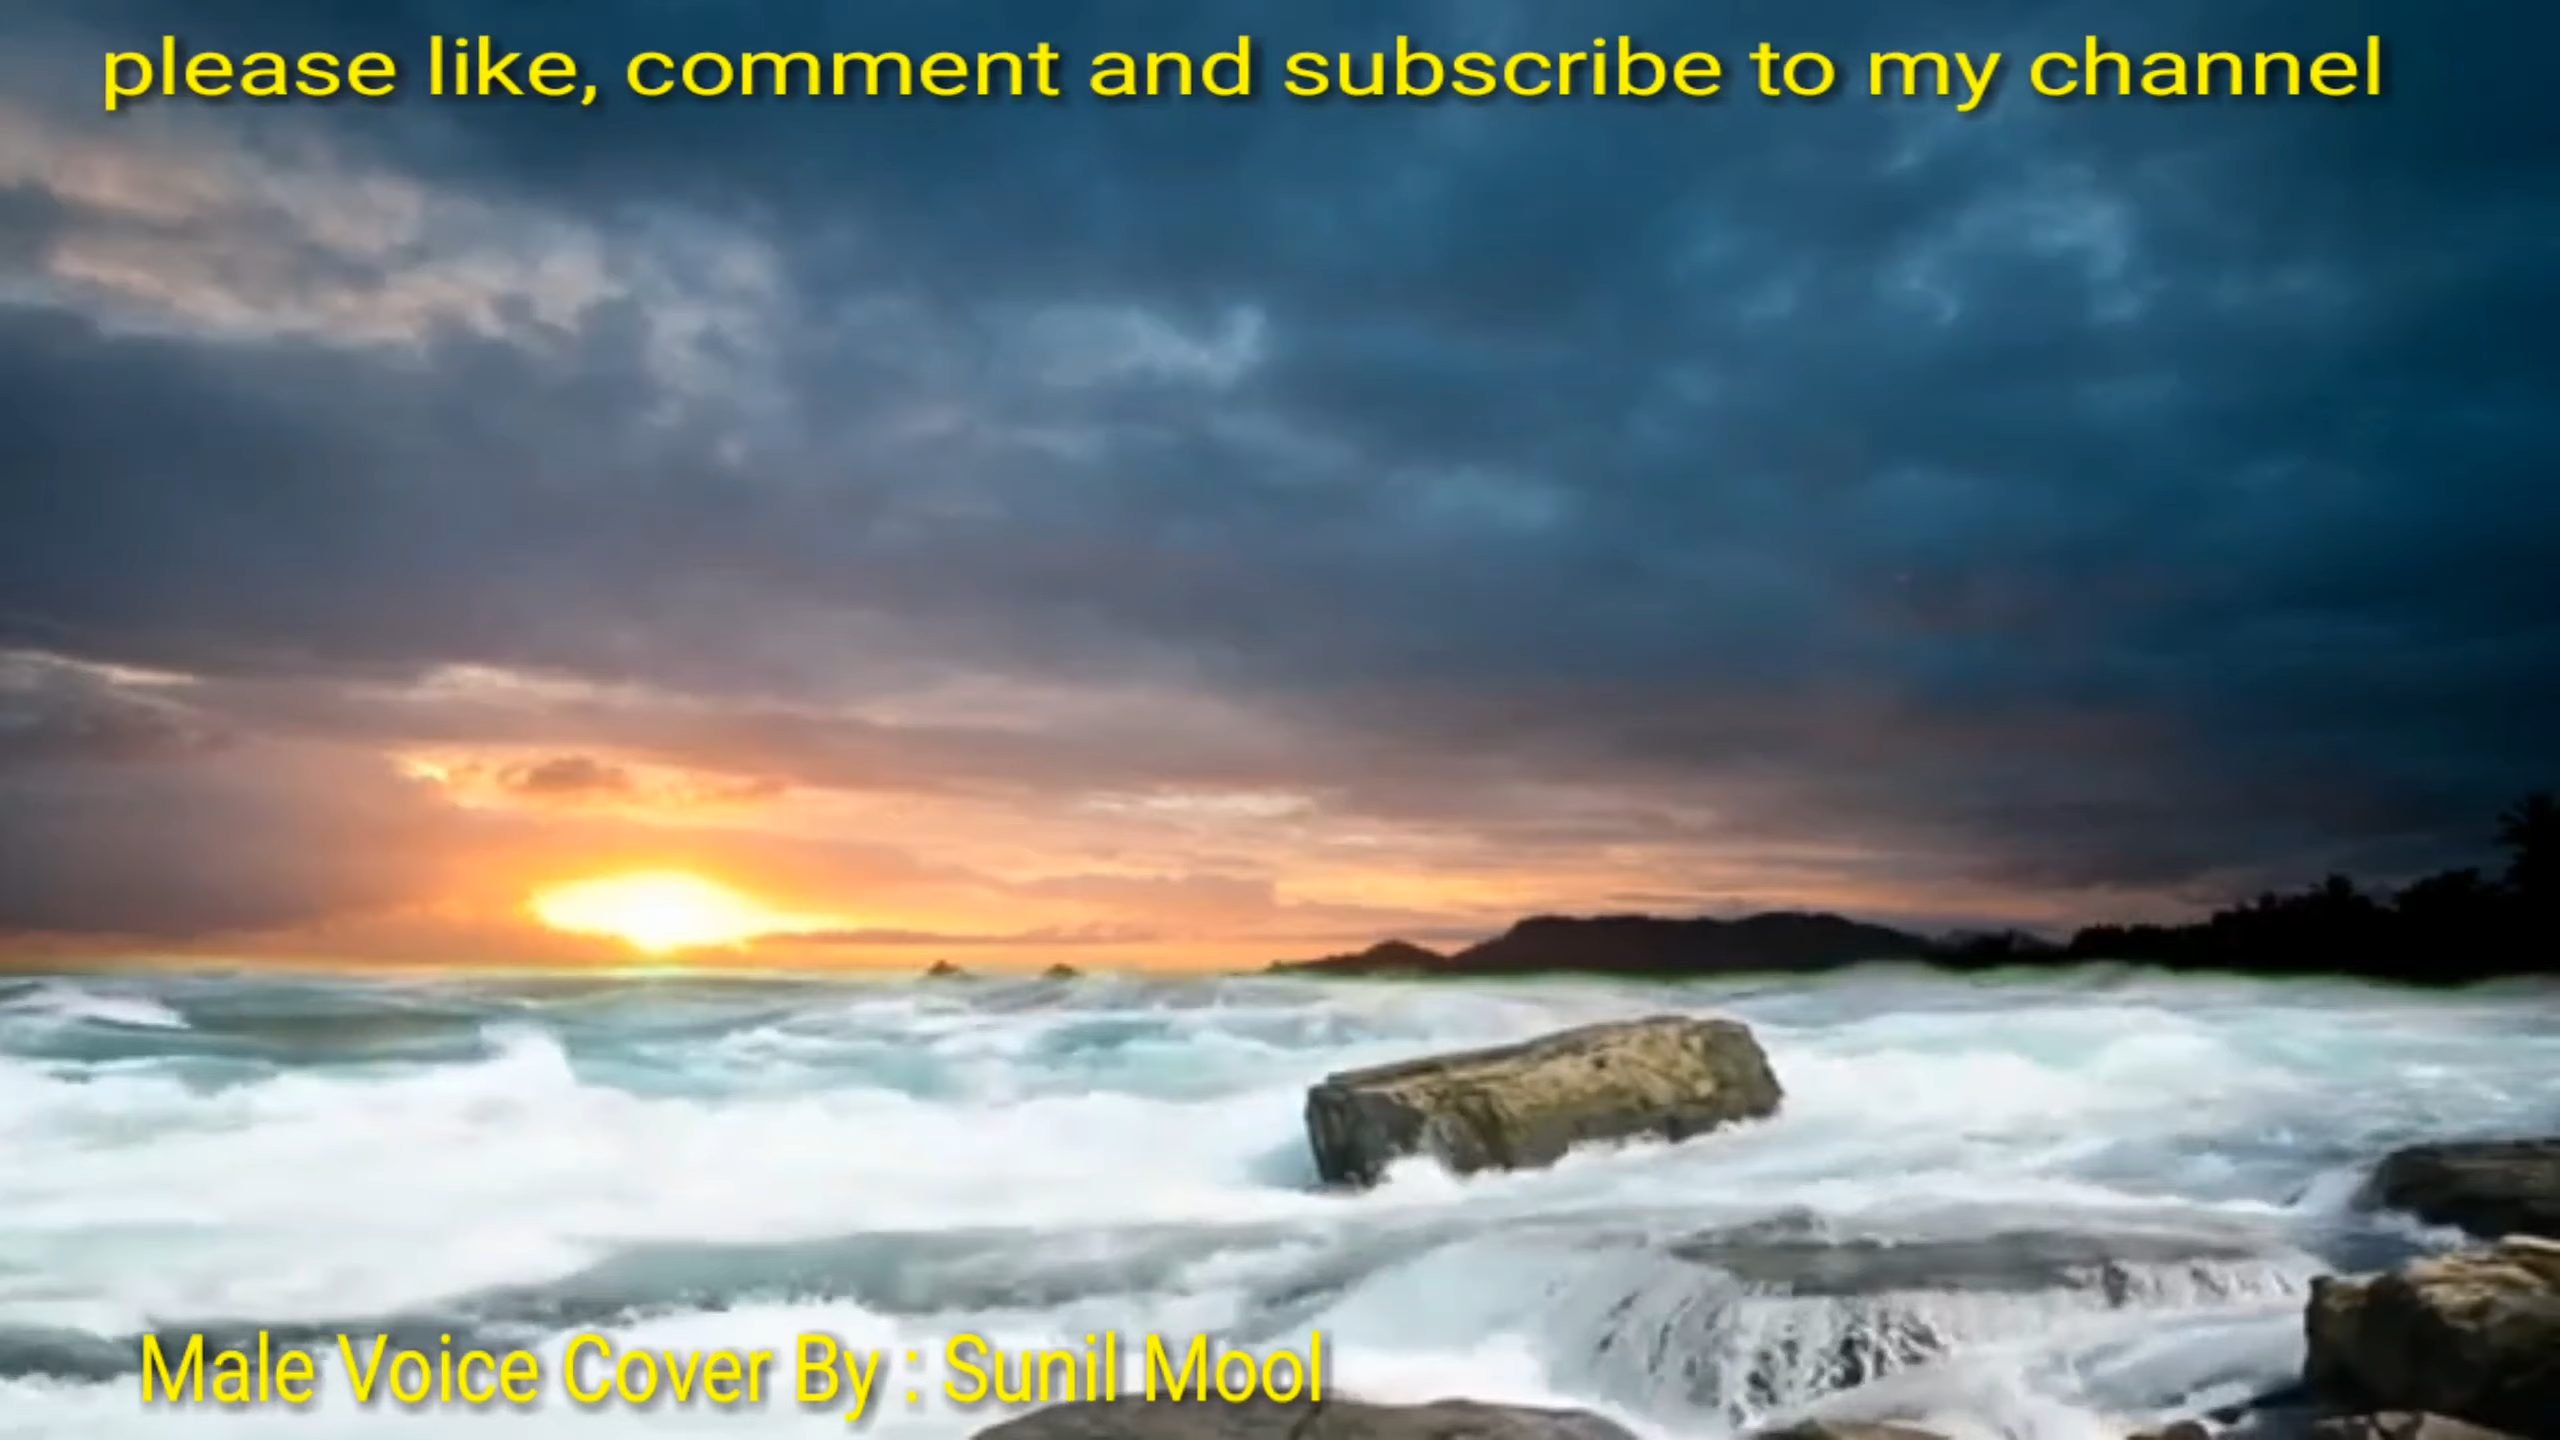 please like, comment and subscribe to my channel
Male Voice Cover By : Sunil Mool